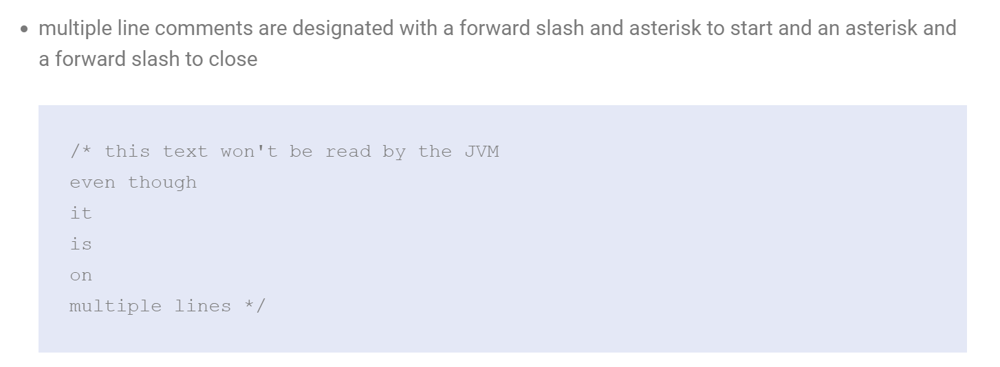 multiple line comments are designated with a forward slash and asterisk to start and an asterisk and
a forward slash to close
/* this text won't be read by the JVM
even though
it
is
on
multiple lines */